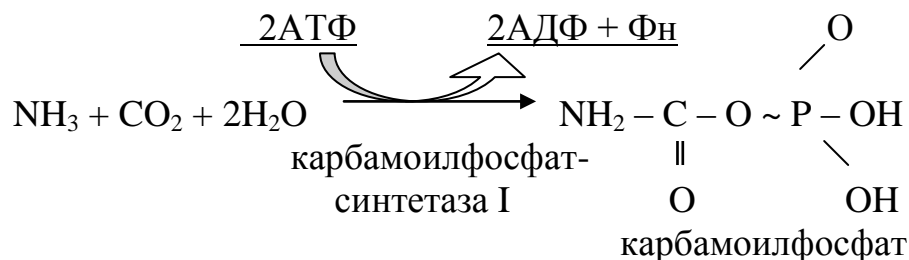 2АТФ 2АДФ + Фн
O
NH₃ + CO₂ + 2H₂O NH₂ – C – O ~ P – OH
карбамоилфосфат-
‖
синтетаза I O OH
карбамоилфосфат